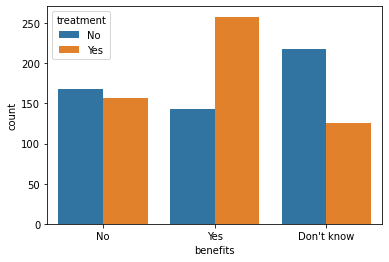 treatment
No
Yes
250
200
150
100
50
0
count
No Yes Don't know
benefits